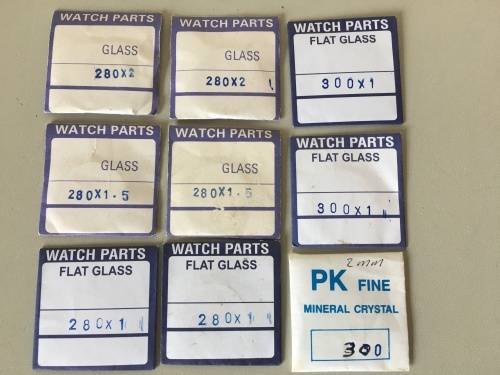 WATCH PARTS
GLASS
280X2
WATCH PARTS
GLASS
280X2
WATCH PARTS
FLAT GLASS
300X1
WATCH PARTS
GLASS
280X1.5
WATCH PARTS
GLASS
280X1.5
WATCH PARTS
FLAT GLASS
300X1
WATCH PARTS
FLAT GLASS
280X1
WATCH PARTS
FLAT GLASS
280X1
2mm
PK FINE
MINERAL CRYSTAL
300